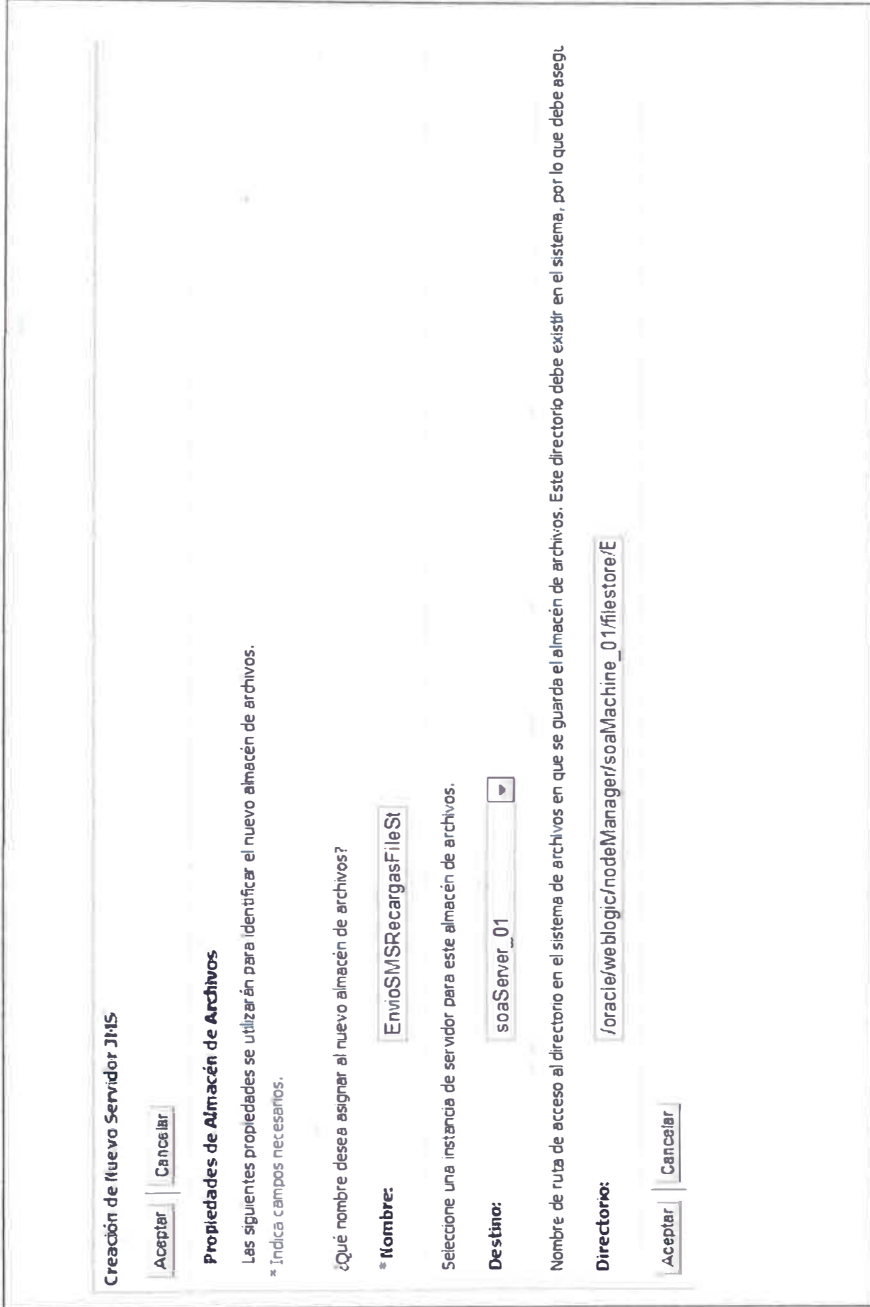 Creación de Nuevo Servidor JMS
Aceptar Cancelar
Propiedades de Almacén de Archivos
Las siguientes propiedades se utilizarán para identificar el nuevo almacén de archivos.
* Indica campos necesarios.
¿Qué nombre desea asignar al nuevo almacén de archivos?
* Nombre: EnvioSMSRecargasFileSt
Seleccione una instancia de servidor para este almacén de archivos.
Destino: soaServer_01
Nombre de ruta de acceso al directorio en el sistema de archivos en que se guarda el almacén de archivos. Este directorio debe existir en el sistema, por lo que debe asegu
Directorio: /oracle/weblogic/nodeManager/soaMachine_01/filestore/E
Aceptar Cancelar